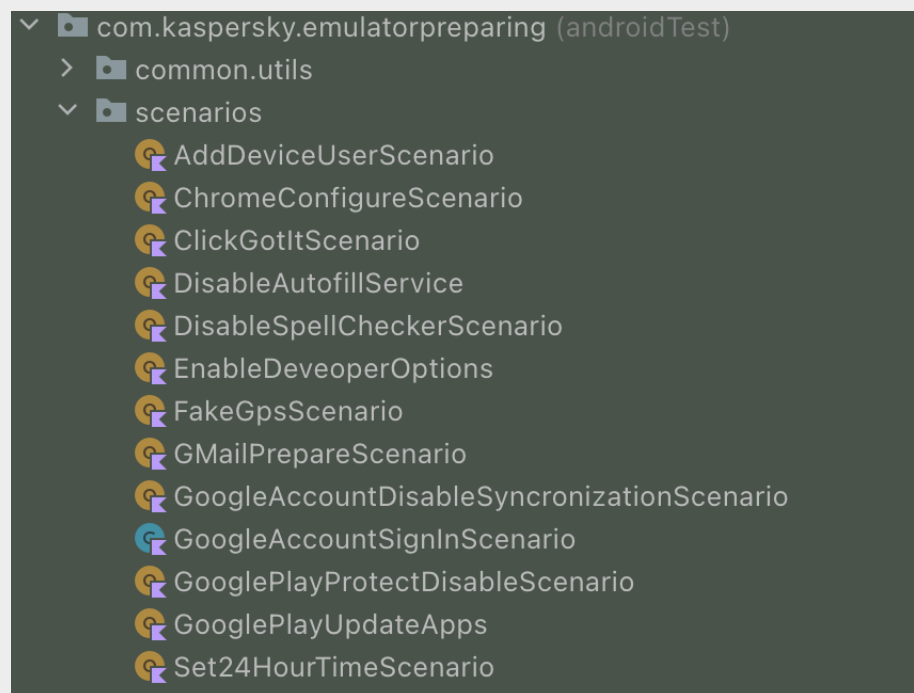 com.kaspersky.emulatorpreparing (androidTest)
common.utils
scenarios
AddDeviceUserScenario
ChromeConfigureScenario
ClickGotItScenario
DisableAutofillService
DisableSpellCheckerScenario
EnableDeveoperOptions
FakeGpsScenario
GMailPrepareScenario
GoogleAccountDisableSyncronizationScenario
GoogleAccountSignInScenario
GooglePlayProtectDisableScenario
GooglePlayUpdateApps
Set24HourTimeScenario